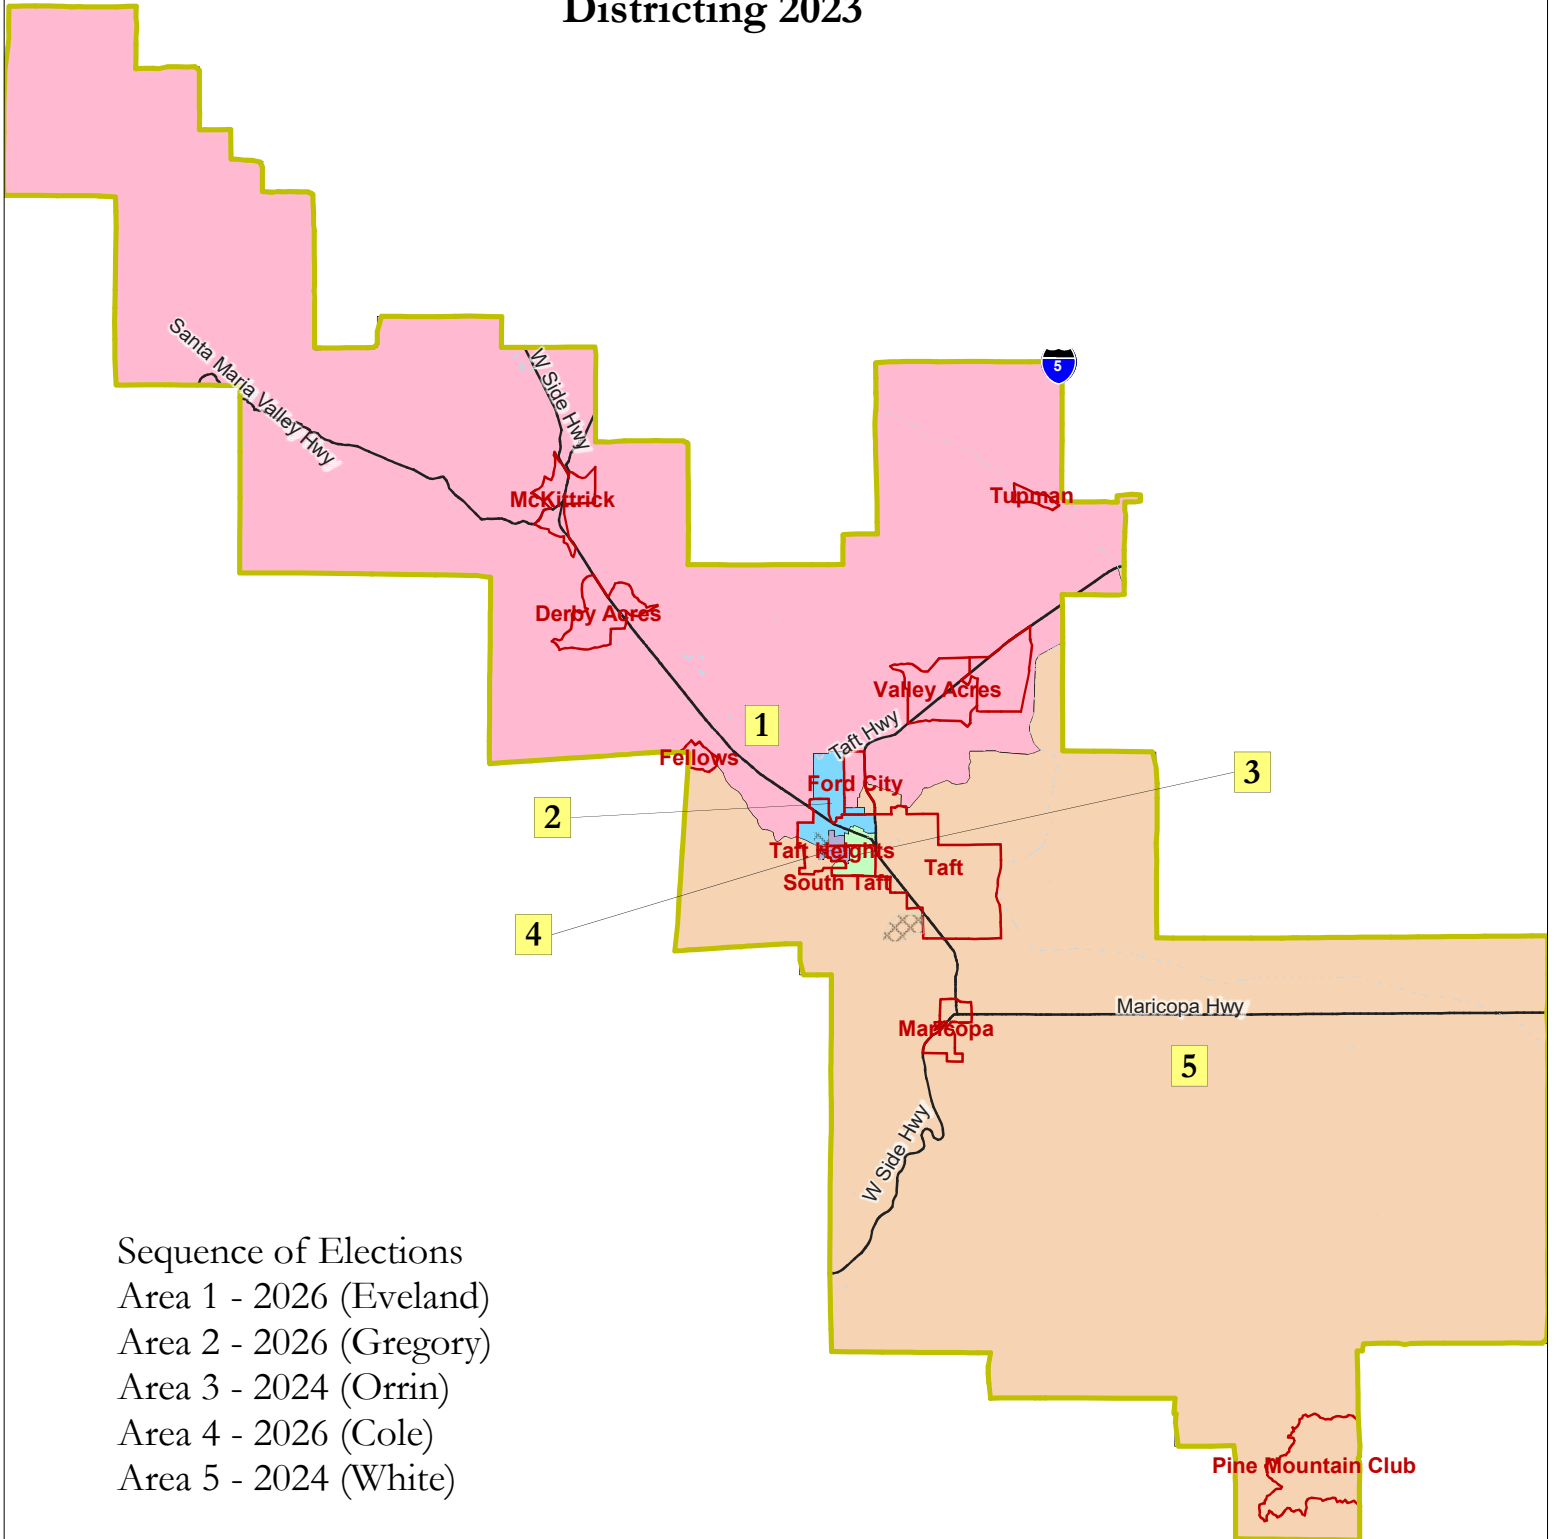 Districting 2023
Santa Maria Valley Hwy
W Side Hwy
5
McKittrick
Tupman
Derby Acres
Valley Acres
1
Taft Hwy
Fellows
3
Ford City
2
Taft Heights
Taft
South Taft
4
Maricopa Hwy
Maricopa
5
W Side Hwy
Sequence of Elections
Area 1 - 2026 (Eveland)
Area 2 - 2026 (Gregory)
Area 3 - 2024 (Orrin)
Area 4 - 2026 (Cole)
Area 5 - 2024 (White)
Pine Mountain Club